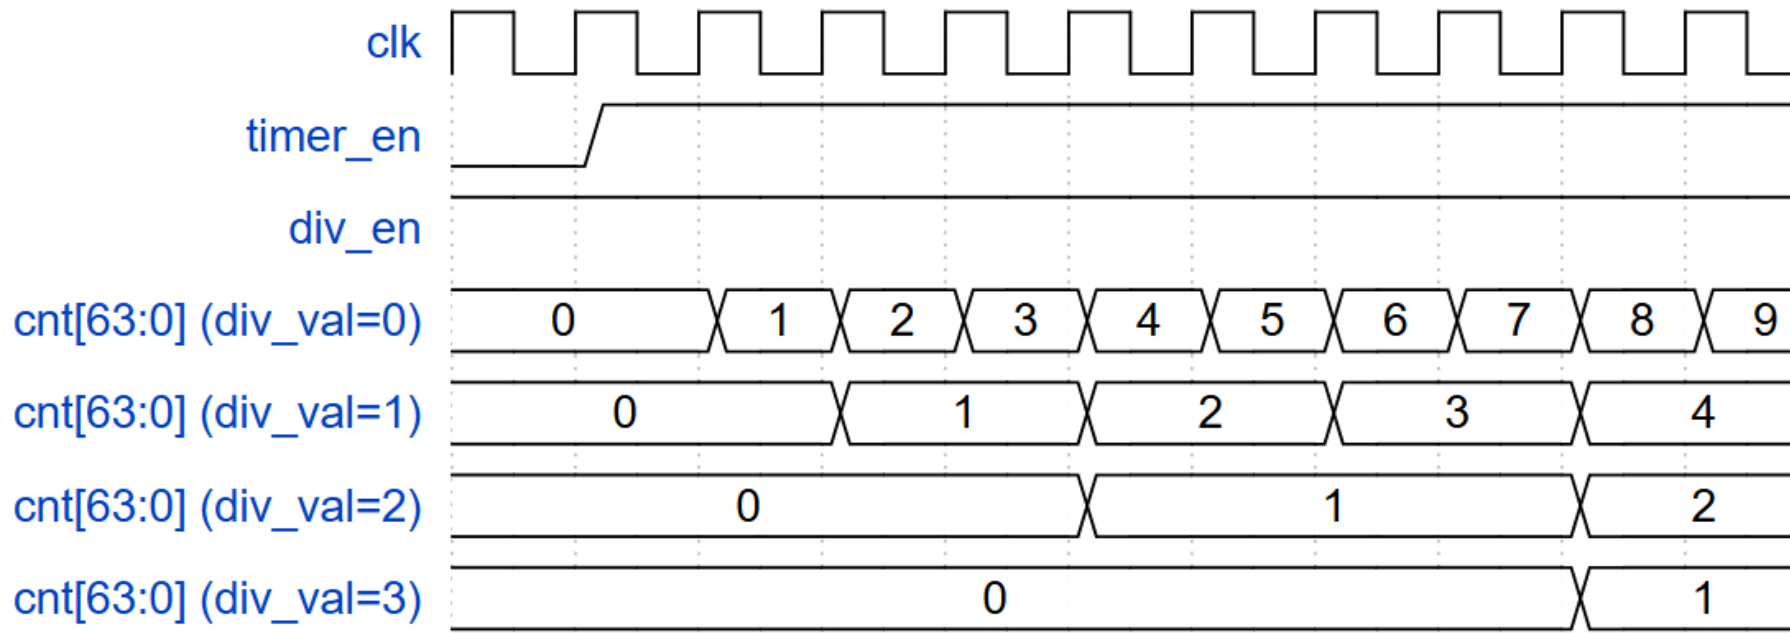 clk
timer_en
div_en
cnt[63:0] (div_val=0) 0 1 2 3 4 5 6 7 8 9
cnt[63:0] (div_val=1) 0 1 2 3 4
cnt[63:0] (div_val=2) 0 1 2
cnt[63:0] (div_val=3) 0 1